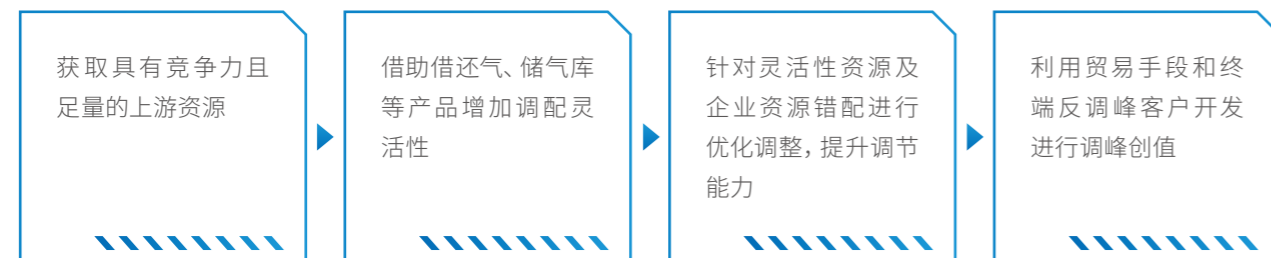 获取具有竞争力且
足量的上游资源
借助借还气、储气库
等产品增加调配灵
活性
针对灵活性资源及
企业资源错配进行
优化调整，提升调节
能力
利用贸易手段和终
端反调峰客户开发
进行调峰创值